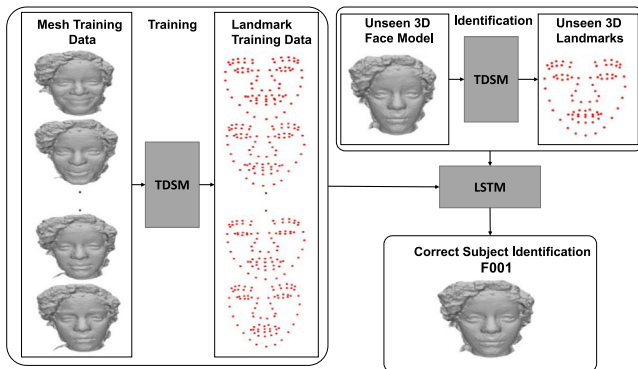 Mesh Training
Data
Training
Landmark
Training Data
TDSM
Unseen 3D
Face Model
Identification
Unseen 3D
Landmarks
TDSM
LSTM
Correct Subject Identification
F001